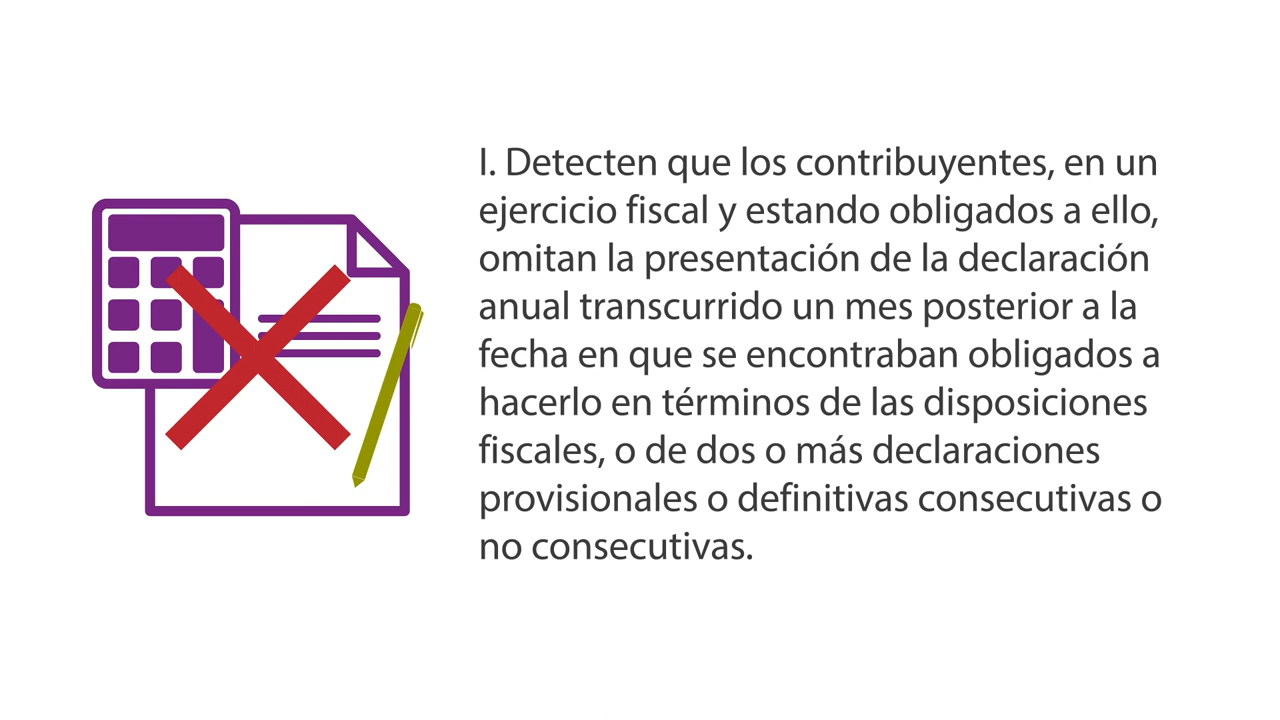 I. Detecten que los contribuyentes, en un
ejercicio fiscal y estando obligados a ello,
omitan la presentación de la declaración
anual transcurrido un mes posterior a la
fecha en que se encontraban obligados a
hacerlo en términos de las disposiciones
fiscales, o de dos o más declaraciones
provisionales o definitivas consecutivas o
no consecutivas.